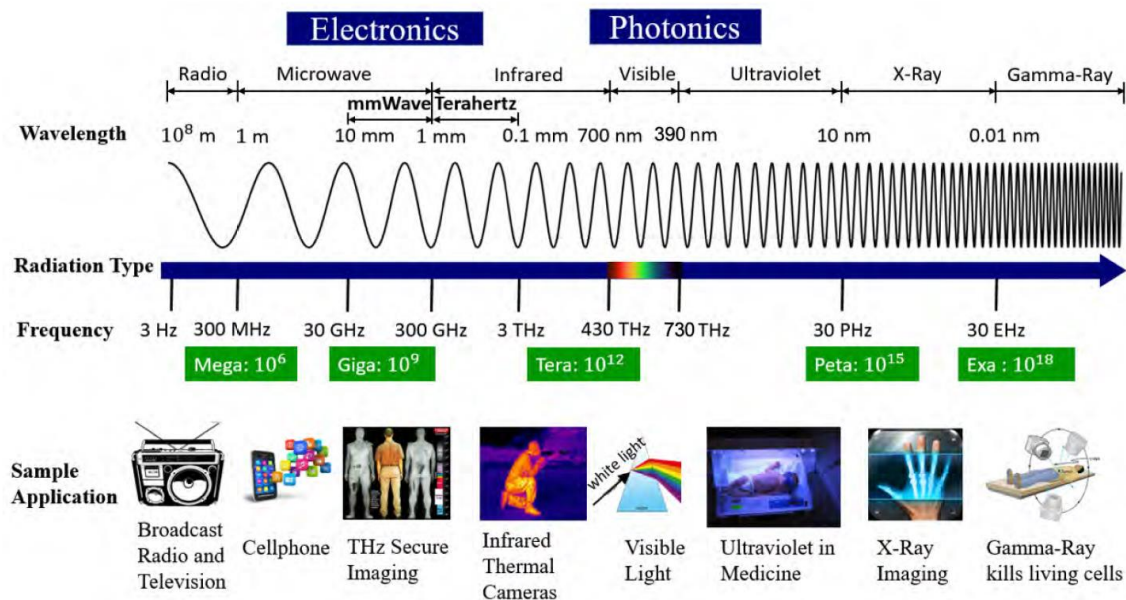 Electronics Photonics
Radio Microwave Infrared Visible Ultraviolet X-Ray Gamma-Ray
mmWave Terahertz
Wavelength 10⁸ m 1 m 10 mm 1 mm 0.1 mm 700 nm 390 nm 10 nm 0.01 nm
Radiation Type
Frequency 3 Hz 300 MHz 30 GHz 300 GHz 3 THz 430 THz 730 THz 30 PHz 30 EHz
Mega: 10⁶ Giga: 10⁹ Tera: 10¹² Peta: 10¹⁵ Exa : 10¹⁸
white light
Sample
Application
Broadcast
Radio and
Television
Cellphone
THz Secure
Imaging
Infrared
Thermal
Cameras
Visible
Light
Ultraviolet in
Medicine
X-Ray
Imaging
Gamma-Ray
kills living cells